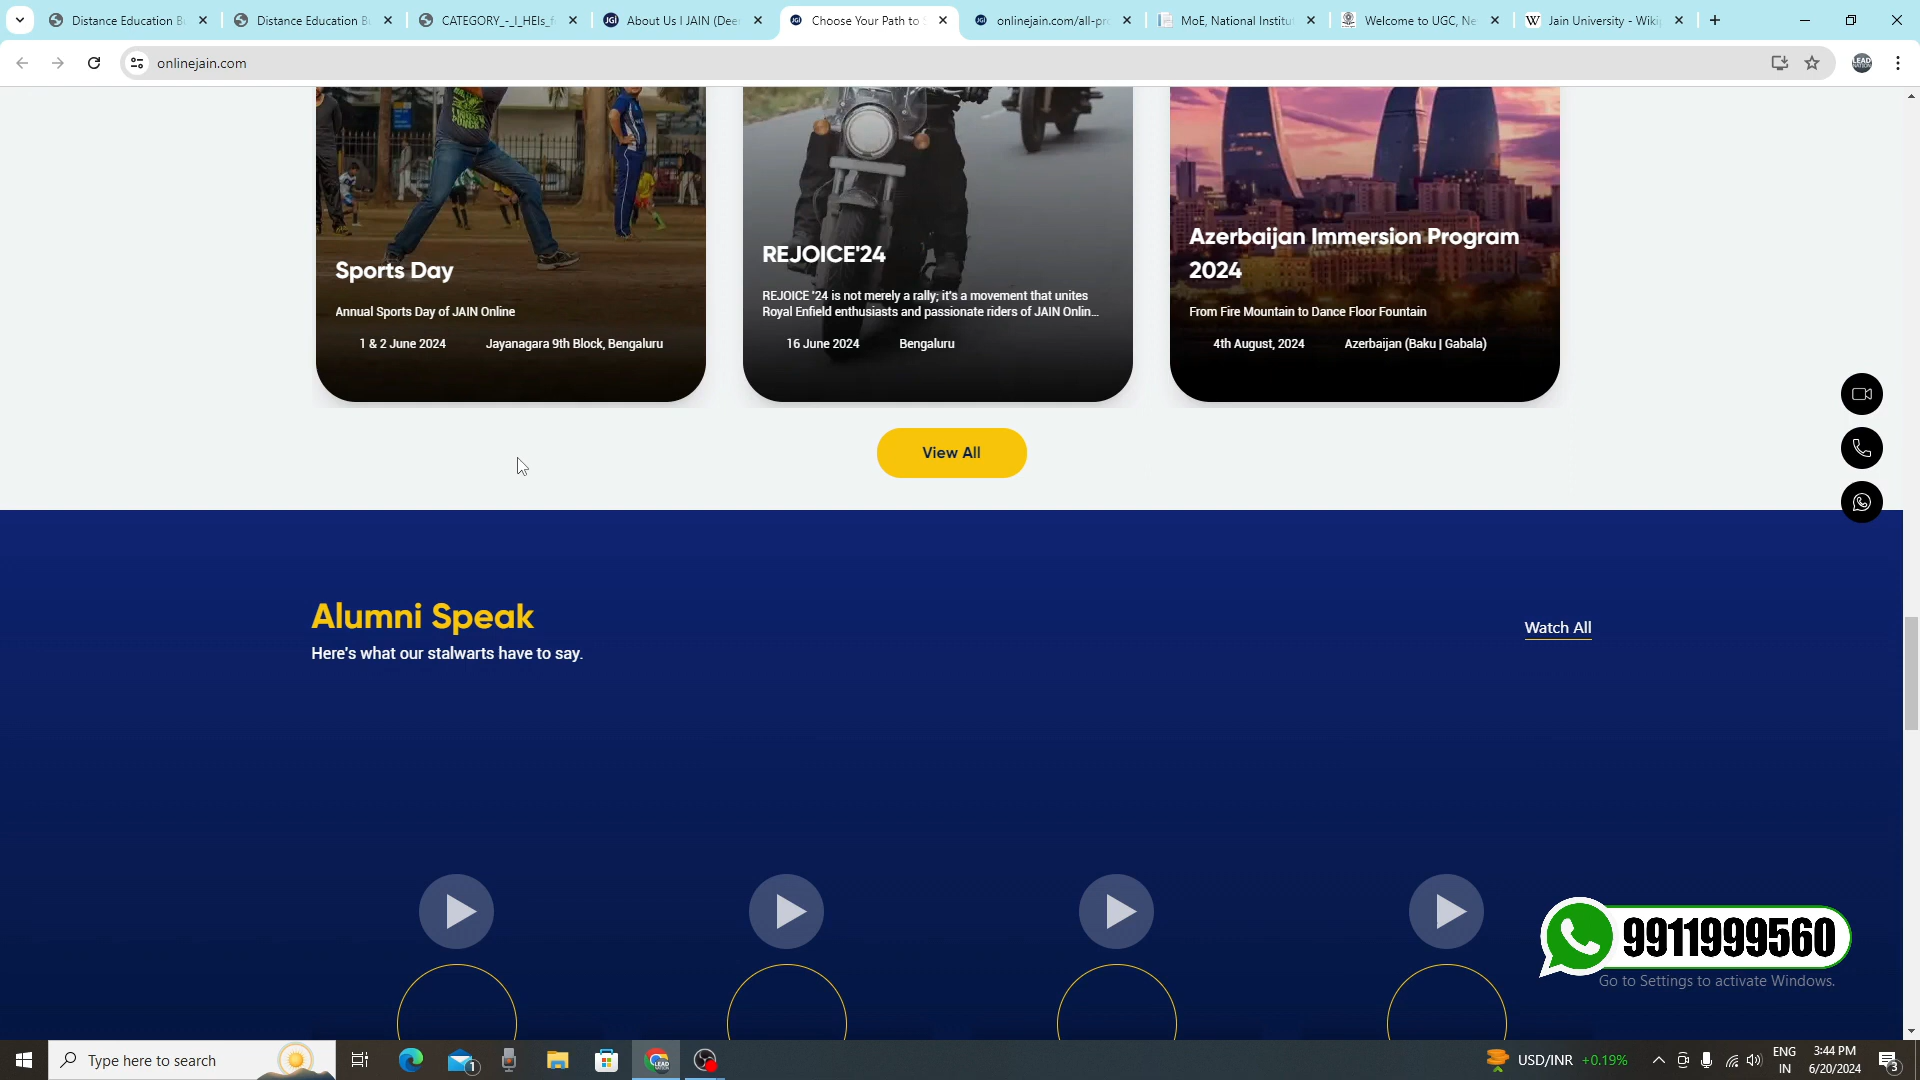 Distance Education B
Distance Education B
CATEGORY_-_I_HEIs_f
About Us I JAIN (Dee
Choose Your Path to
onlinejain.com/all-pr
MoE, National Institu
Welcome to UGC, Ne
Jain University - Wiki
onlinejain.com
LEAD
Sports Day
Annual Sports Day of JAIN Online
1 & 2 June 2024
Jayanagara 9th Block, Bengaluru
REJOICE'24
REJOICE '24 is not merely a rally; it's a movement that unites
Royal Enfield enthusiasts and passionate riders of JAIN Onlin...
16 June 2024
Bengaluru
Azerbaijan Immersion Program
2024
From Fire Mountain to Dance Floor Fountain
4th August, 2024
Azerbaijan (Baku | Gabala)
View All
Alumni Speak
Here's what our stalwarts have to say.
Watch All
9911999560
Go to Settings to activate Windows.
Type here to search
1
LEAD
USD/INR +0.19%
ENG
IN
3:44 PM
6/20/2024
3